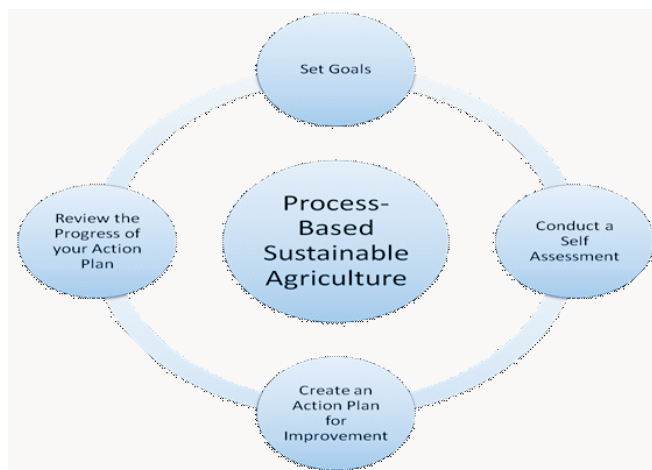 Set Goals
Conduct a
Self
Assessment
Create an
Action Plan
for
Improvement
Review the
Progress of
your Action
Plan
Process-
Based
Sustainable
Agriculture